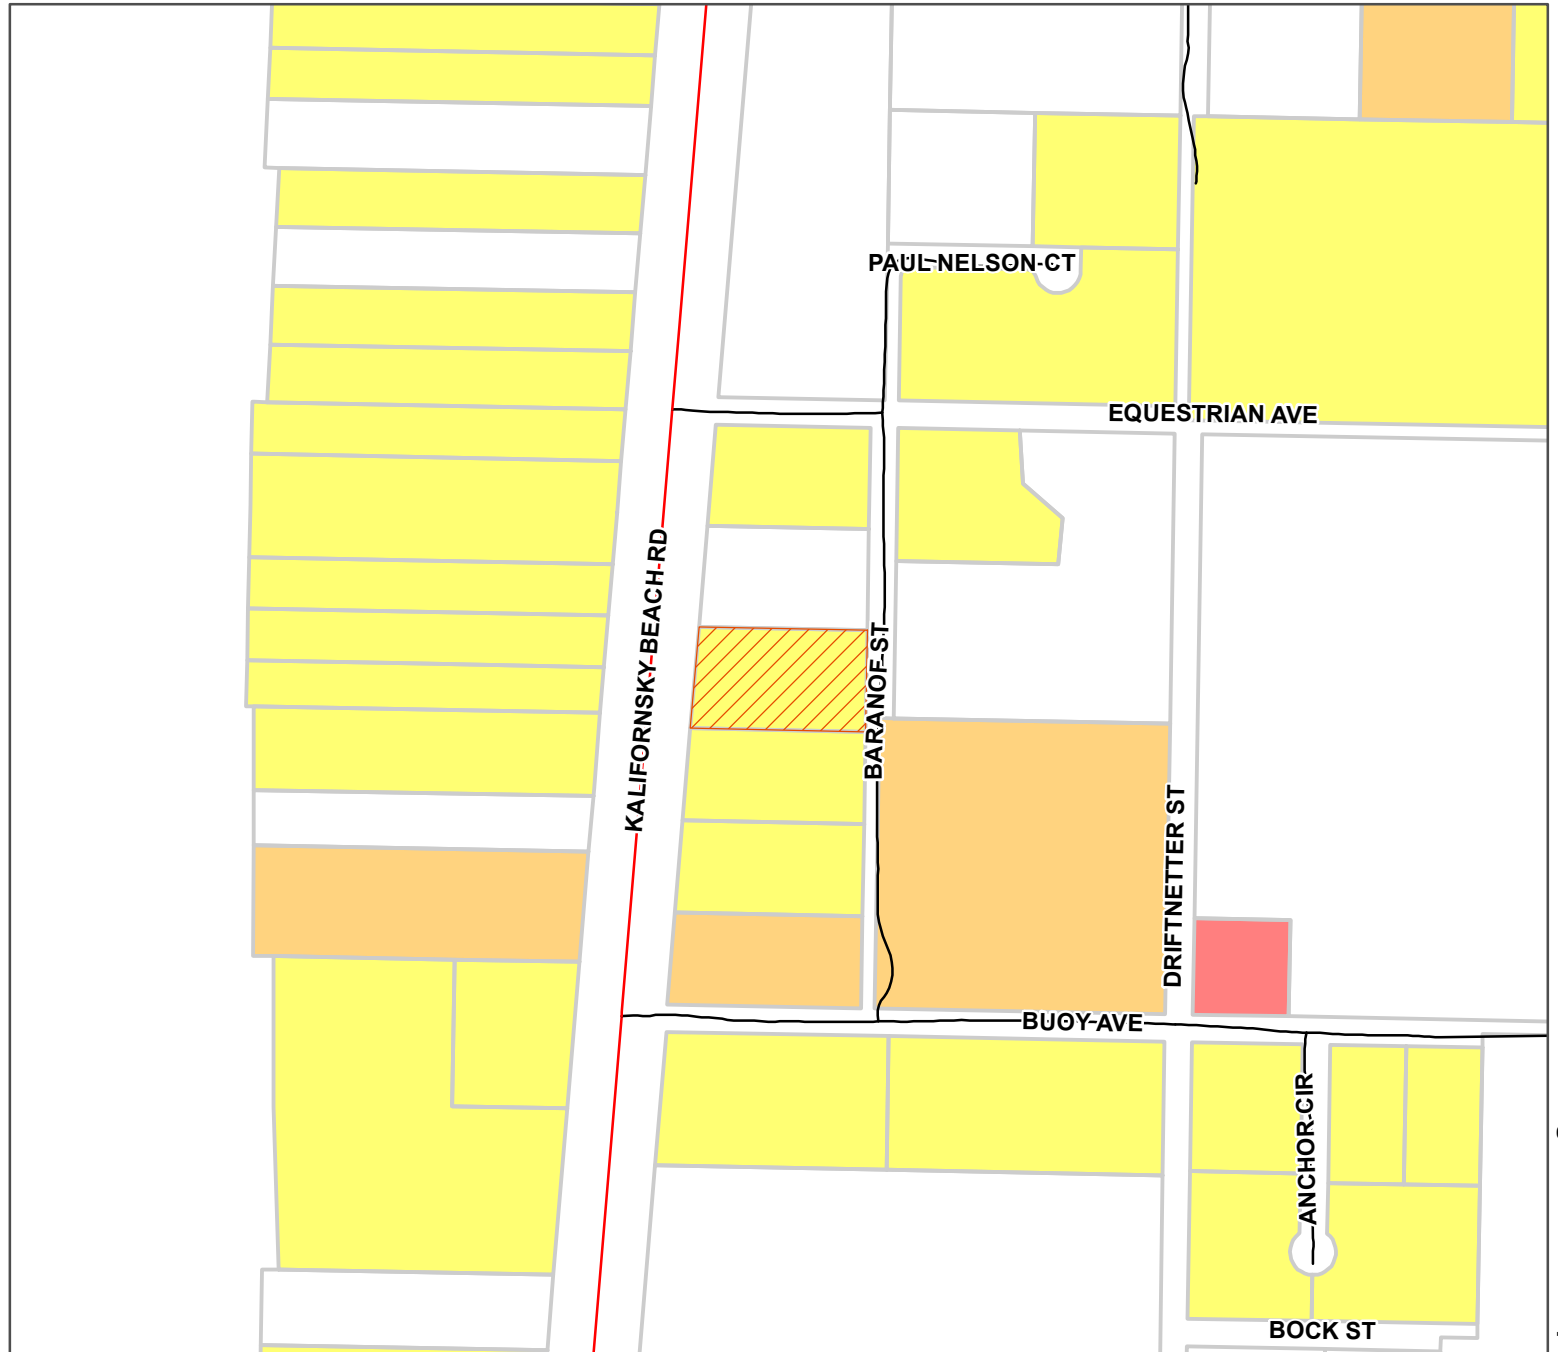 PAUL NELSON CT
EQUESTRIAN AVE
KALIFORNSKY BEACH RD
BARANOF ST
DRIFTNETTER ST
BUOY AVE
ANCHOR CIR
BOCK ST